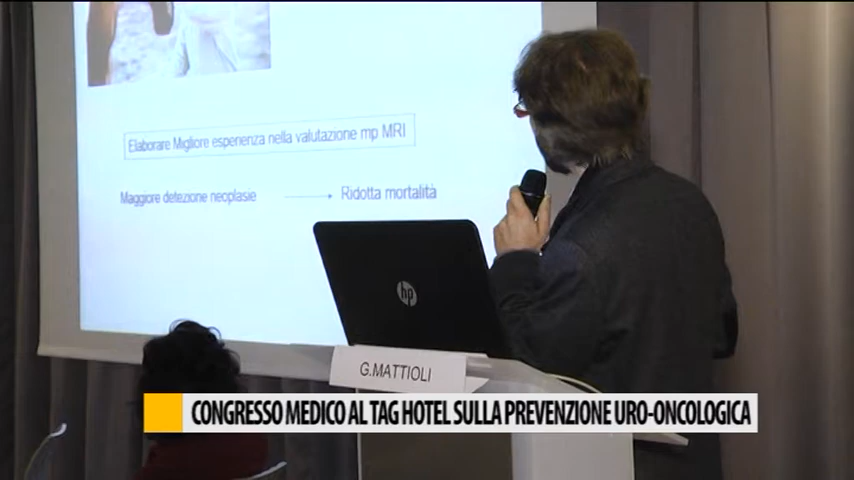 Elaborare Migliore esperienza nella valutazione mp MRI
Maggiore detezione neoplasie
Ridotta mortalità
hp
G.MATTIOLI
CONGRESSO MEDICO AL TAG HOTEL SULLA PREVENZIONE URO-ONCOLOGICA